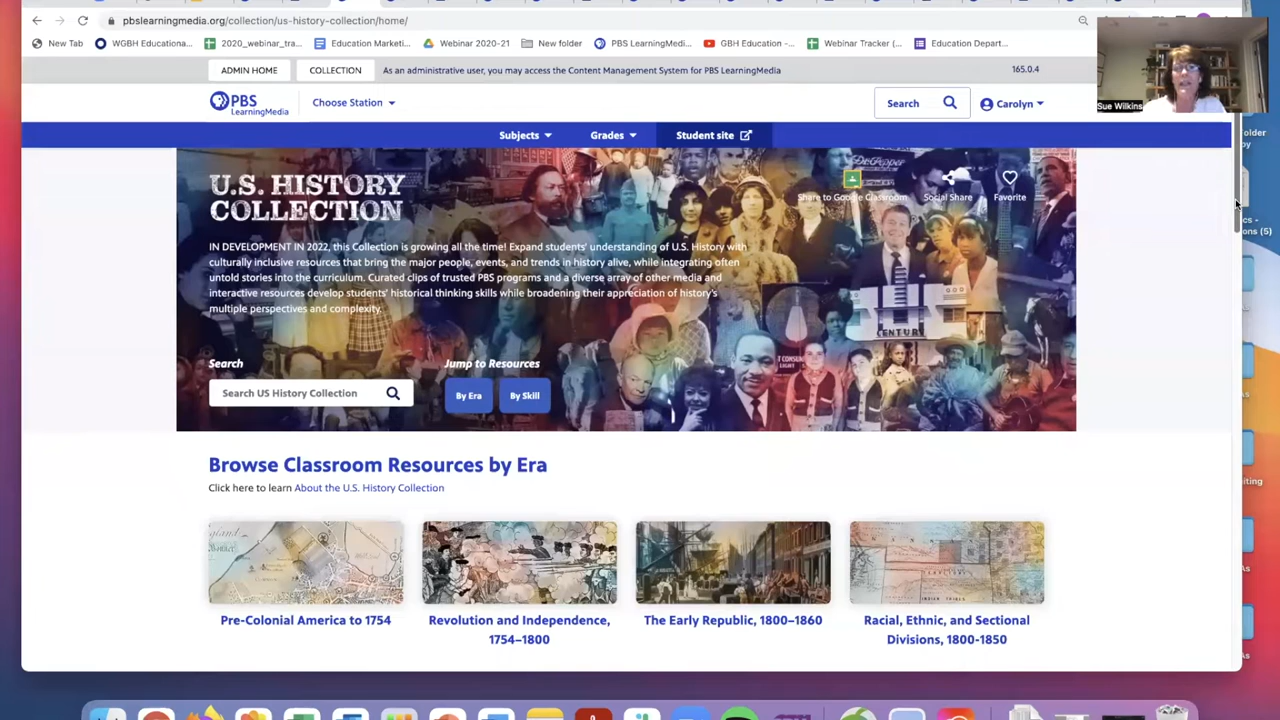 pbslearningmedia.org/collection/us-history-collection/home/
New Tab
WGBH Educationa...
2020_webinar_tra...
Education Marketi...
Webinar 2020-21
New folder
PBS LearningMedi...
GBH Education -...
Webinar Tracker (...
Education Depart...
ADMIN HOME
COLLECTION
As an administrative user, you may access the Content Management System for PBS LearningMedia
165.0.4
Sue Wilkins
PBS
LearningMedia
Choose Station
Search
Carolyn
Subjects
Grades
Student site
U.S. HISTORY
COLLECTION
Share to Google Classroom
Social Share
Favorite
IN DEVELOPMENT IN 2022, this Collection is growing all the time! Expand students' understanding of U.S. History with
culturally inclusive resources that bring the major people, events, and trends in history alive, while integrating often
untold stories into the curriculum. Curated clips of trusted PBS programs and a diverse array of other media and
interactive resources develop students' historical thinking skills while broadening their appreciation of history's
multiple perspectives and complexity.
CENTURY
Search
Jump to Resources
Search US History Collection
By Era
By Skill
Browse Classroom Resources by Era
Click here to learn About the U.S. History Collection
Pre-Colonial America to 1754
Revolution and Independence,
1754–1800
The Early Republic, 1800–1860
Racial, Ethnic, and Sectional
Divisions, 1800-1850